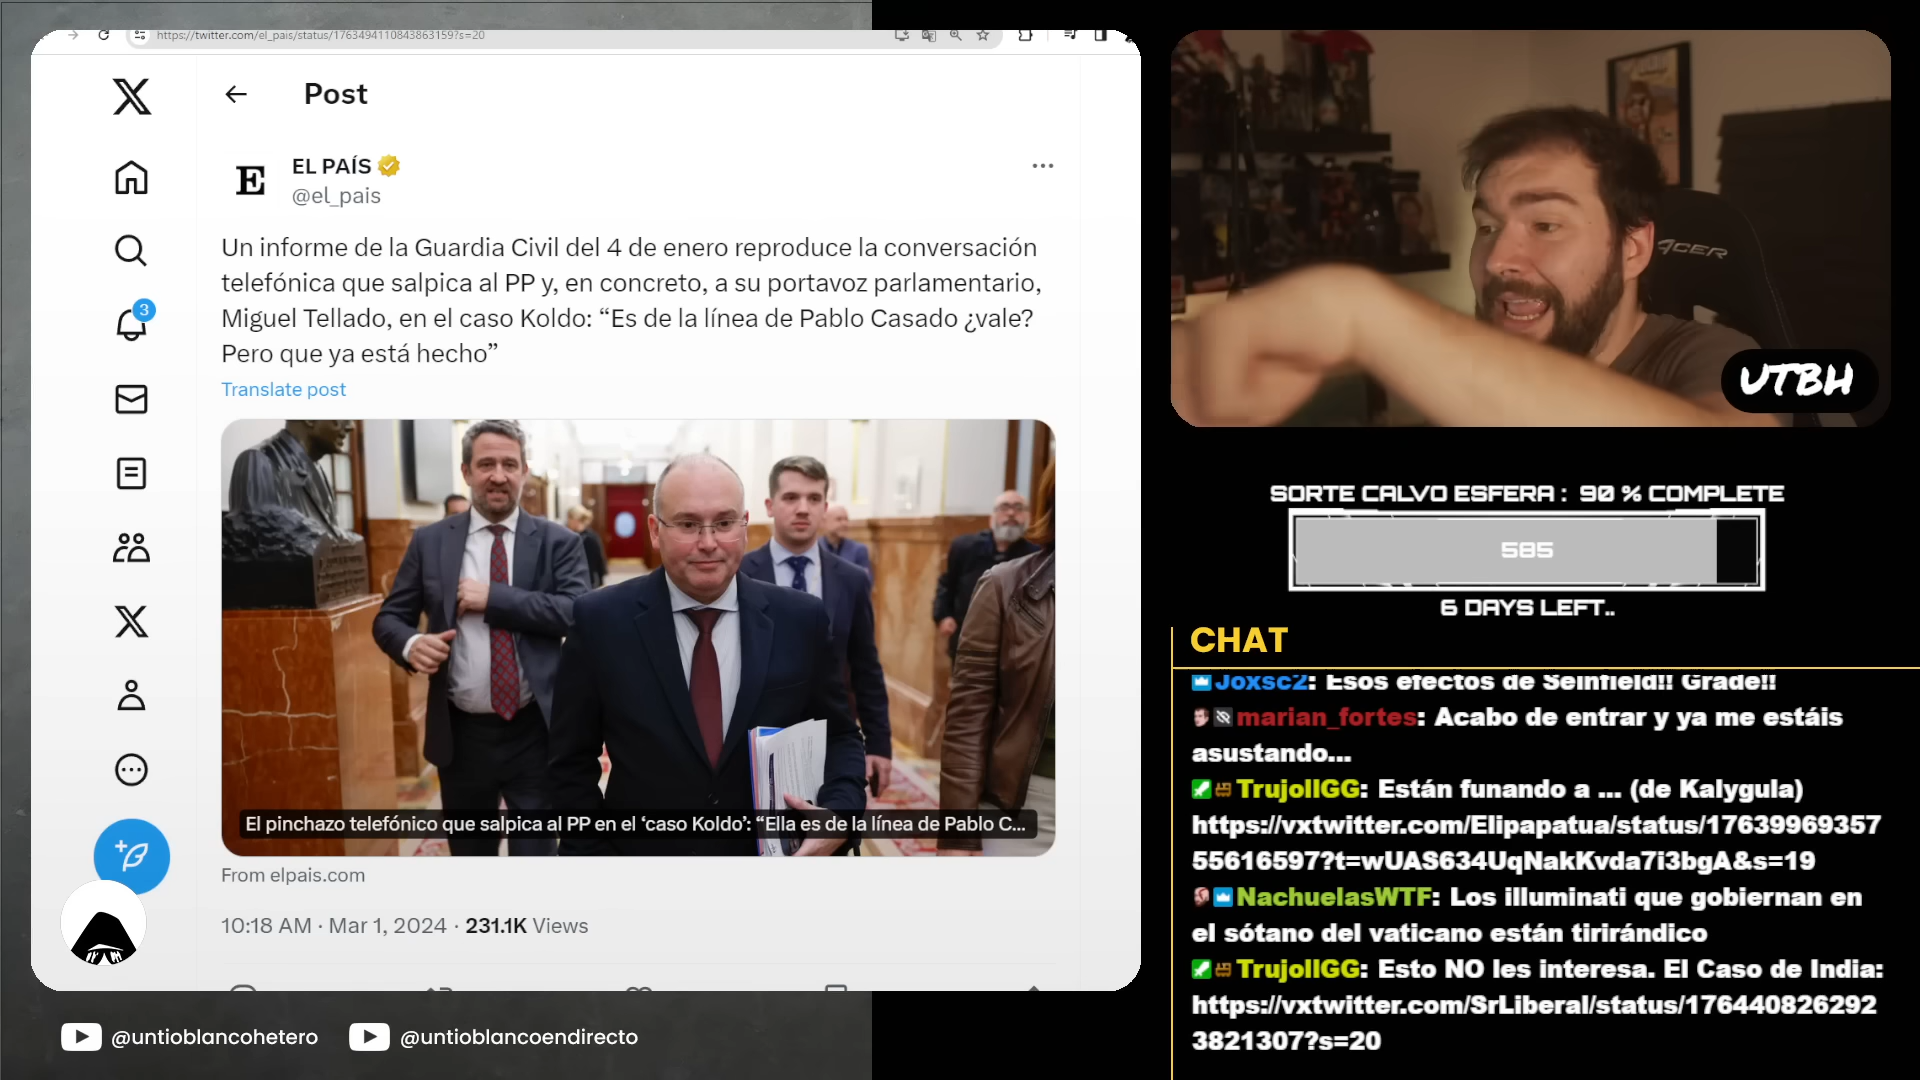 https://twitter.com/el_pais/status/1763494110843863159?s=20
Post
EL PAÍS
@el_pais
3
Un informe de la Guardia Civil del 4 de enero reproduce la conversación
telefónica que salpica al PP y, en concreto, a su portavoz parlamentario,
Miguel Tellado, en el caso Koldo: “Es de la línea de Pablo Casado ¿vale?
Pero que ya está hecho”
Translate post
El pinchazo telefónico que salpica al PP en el ‘caso Koldo’: “Ella es de la línea de Pablo C...
From elpais.com
10:18 AM · Mar 1, 2024 · 231.1K Views
@untioblancohetero
@untioblancoendirecto
ACER
UTBH
SORTE CALVO ESFERA : 90 % COMPLETE
585
6 DAYS LEFT..
CHAT
Joxsc2: Esos efectos de Seinfield!! Grade!!
marian_fortes: Acabo de entrar y ya me estáis
asustando...
TrujollGG: Están funando a ... (de Kalygula)
https://vxtwitter.com/Elipapatua/status/17639969357
55616597?t=wUAS634UqNakKvda7i3bgA&s=19
NachuelasWTF: Los illuminati que gobiernan en
el sótano del vaticano están tirirándico
TrujollGG: Esto NO les interesa. El Caso de India:
https://vxtwitter.com/SrLiberal/status/176440826292
3821307?s=20